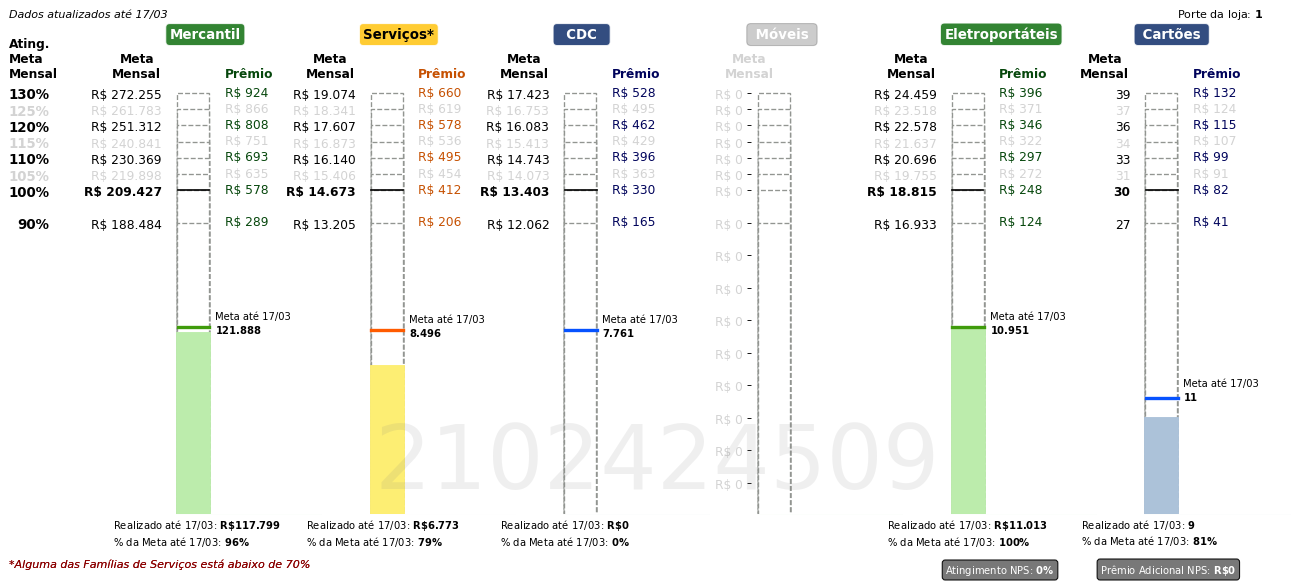 Dados atualizados até 17/03
Porte da loja: 1
Mercantil Serviços* CDC Móveis Eletroportáteis Cartões
Ating.
Meta Meta Meta Meta Meta Meta Meta
Mensal Mensal Prêmio Mensal Prêmio Mensal Prêmio Mensal Mensal Prêmio Mensal Prêmio
130% R$ 272.255 R$ 924 R$ 19.074 R$ 660 R$ 17.423 R$ 528 R$ 0 R$ 24.459 R$ 396 39 R$ 132
125% R$ 261.783 R$ 866 R$ 18.341 R$ 619 R$ 16.753 R$ 495 R$ 0 R$ 23.518 R$ 371 37 R$ 124
120% R$ 251.312 R$ 808 R$ 17.607 R$ 578 R$ 16.083 R$ 462 R$ 0 R$ 22.578 R$ 346 36 R$ 115
115% R$ 240.841 R$ 751 R$ 16.873 R$ 536 R$ 15.413 R$ 429 R$ 0 R$ 21.637 R$ 322 34 R$ 107
110% R$ 230.369 R$ 693 R$ 16.140 R$ 495 R$ 14.743 R$ 396 R$ 0 R$ 20.696 R$ 297 33 R$ 99
105% R$ 219.898 R$ 635 R$ 15.406 R$ 454 R$ 14.073 R$ 363 R$ 0 R$ 19.755 R$ 272 31 R$ 91
100% R$ 209.427 R$ 578 R$ 14.673 R$ 412 R$ 13.403 R$ 330 R$ 0 R$ 18.815 R$ 248 30 R$ 82
90% R$ 188.484 R$ 289 R$ 13.205 R$ 206 R$ 12.062 R$ 165 R$ 0 R$ 16.933 R$ 124 27 R$ 41
R$ 0
R$ 0
Meta até 17/03 Meta até 17/03 Meta até 17/03 R$ 0 Meta até 17/03
121.888 8.496 7.761 10.951
R$ 0
R$ 0 Meta até 17/03
11
R$ 0
R$ 0
R$ 0
2102424509
Realizado até 17/03: R$117.799 Realizado até 17/03: R$6.773 Realizado até 17/03: R$0 Realizado até 17/03: R$11.013 Realizado até 17/03: 9
% da Meta até 17/03: 96% % da Meta até 17/03: 79% % da Meta até 17/03: 0% % da Meta até 17/03: 100% % da Meta até 17/03: 81%
*Alguma das Famílias de Serviços está abaixo de 70%
Atingimento NPS: 0% Prêmio Adicional NPS: R$0